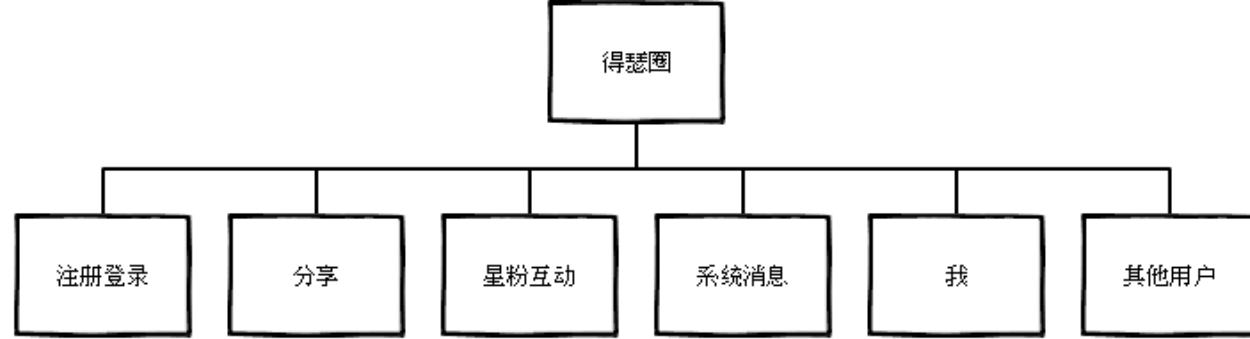 得瑟圈
注册登录
分享
星粉互动
系统消息
我
其他用户